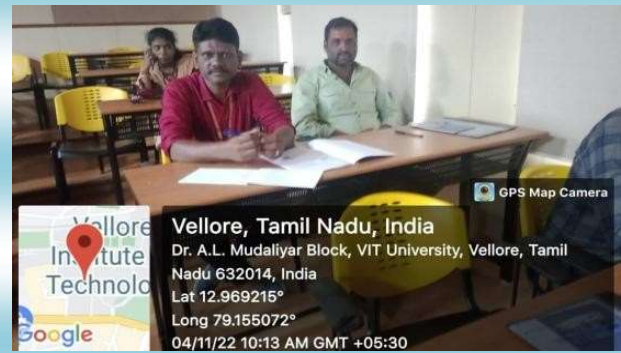 GPS Map Camera
Vellore
Institute
Technolo
Google
Vellore, Tamil Nadu, India
Dr. A.L. Mudaliyar Block, VIT University, Vellore, Tamil
Nadu 632014, India
Lat 12.969215°
Long 79.155072°
04/11/22 10:13 AM GMT +05:30